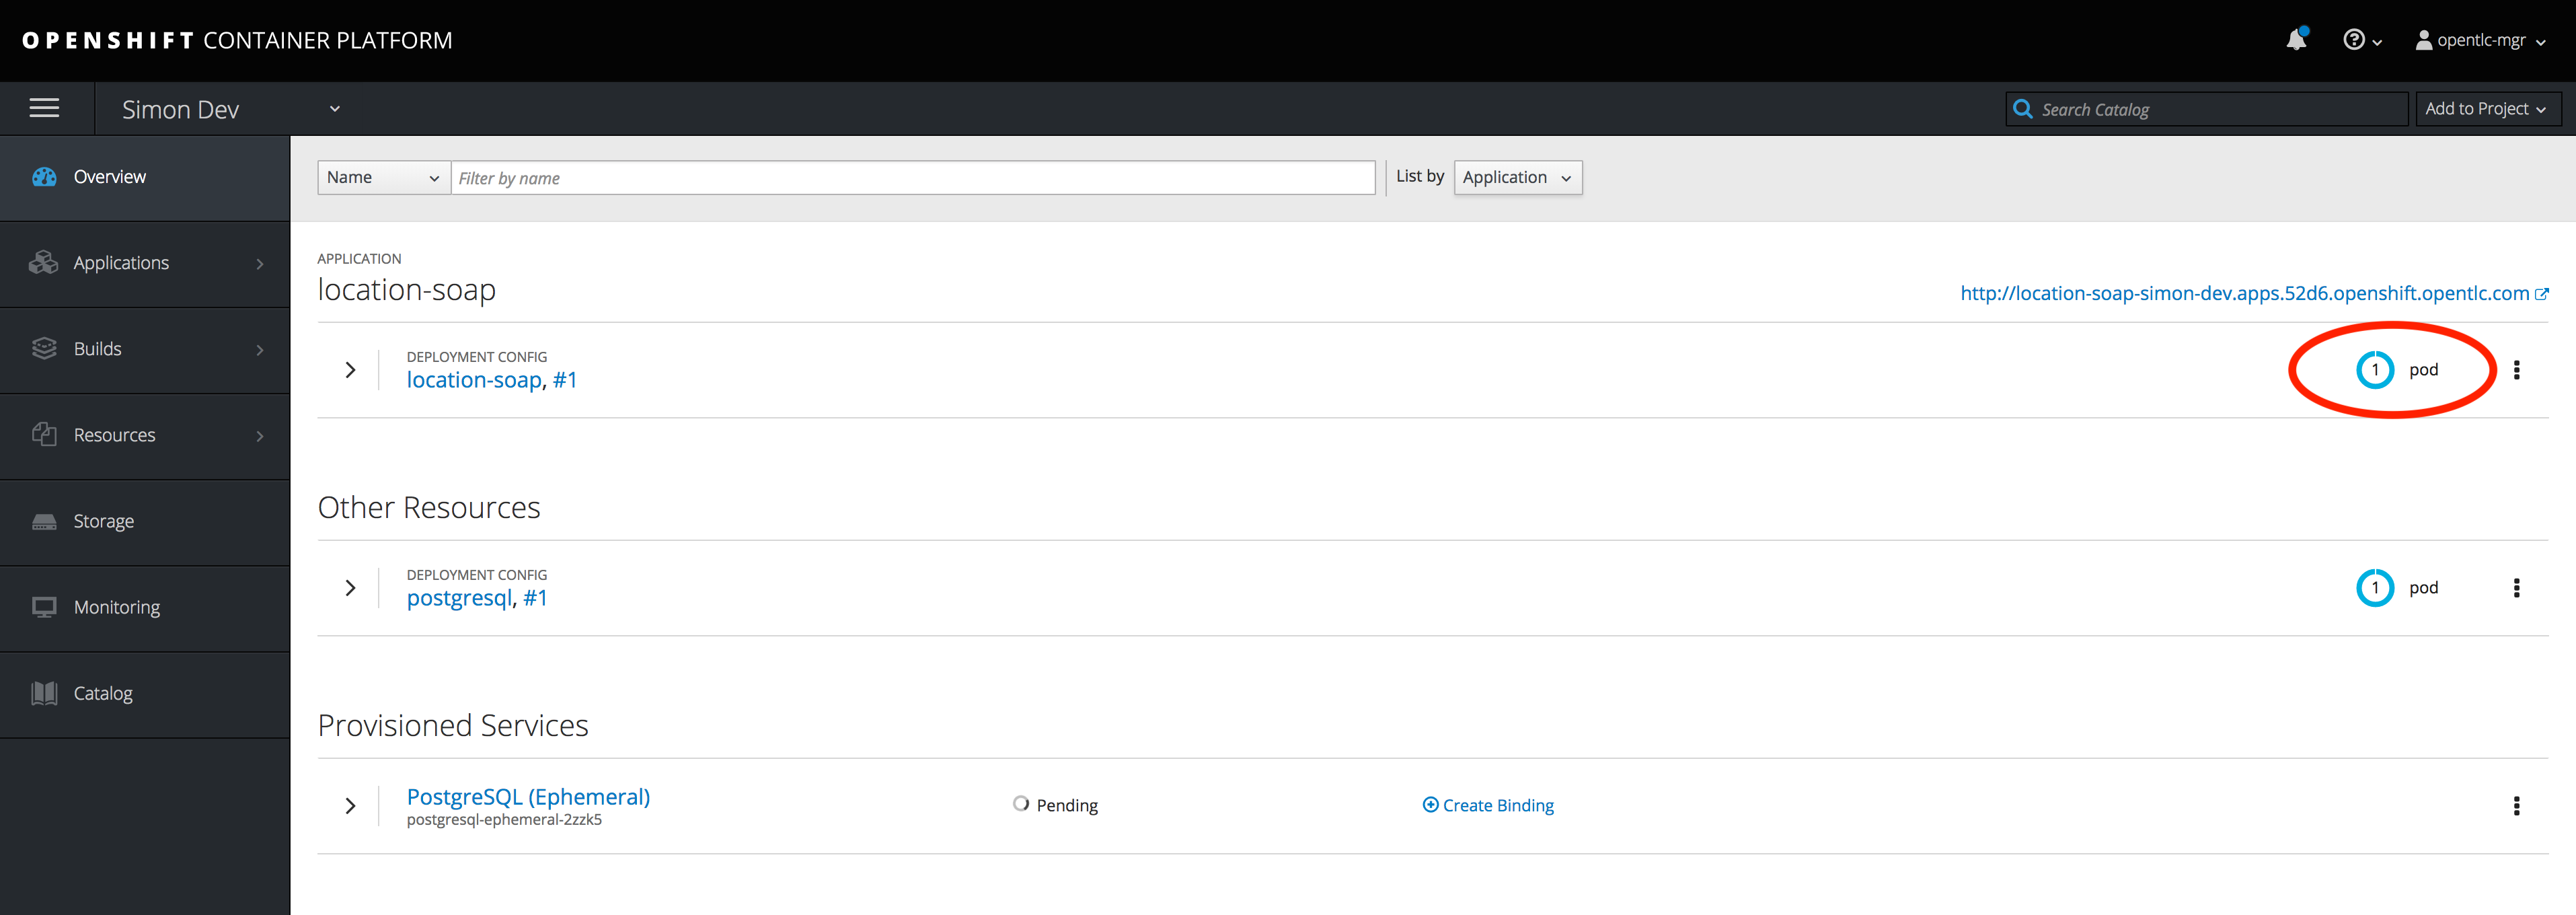 OPENSHIFT CONTAINER PLATFORM
opentlc-mgr
Simon Dev
Search Catalog
Add to Project
Overview
Applications
Builds
Resources
Storage
Monitoring
Catalog
Name
Filter by name
List by
Application
APPLICATION
location-soap
http://location-soap-simon-dev.apps.52d6.openshift.opentlc.com
DEPLOYMENT CONFIG
location-soap, #1
1 pod
Other Resources
DEPLOYMENT CONFIG
postgresql, #1
1 pod
Provisioned Services
PostgreSQL (Ephemeral)
postgresql-ephemeral-2zzk5
Pending
Create Binding